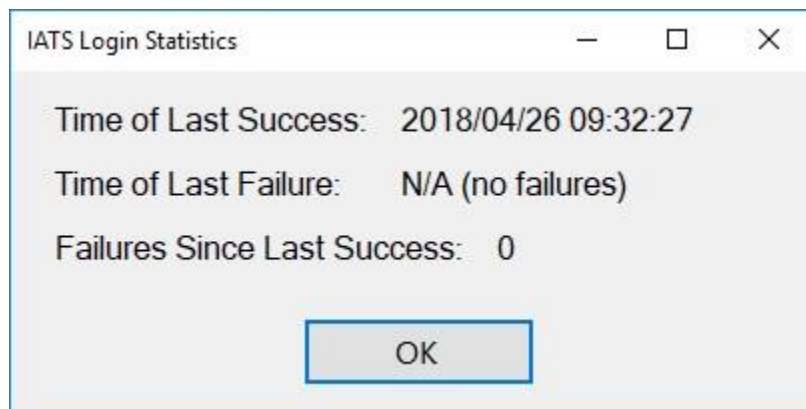 IATS Login Statistics
Time of Last Success: 2018/04/26 09:32:27
Time of Last Failure: N/A (no failures)
Failures Since Last Success: 0
OK